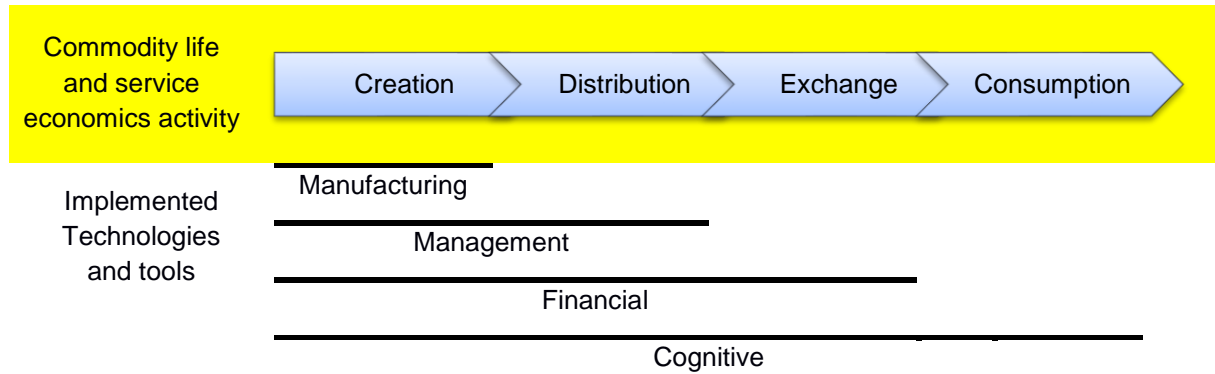 Commodity life
and service
economics activity
Creation
Distribution
Exchange
Consumption
Implemented
Technologies
and tools
Manufacturing
Management
Financial
Cognitive